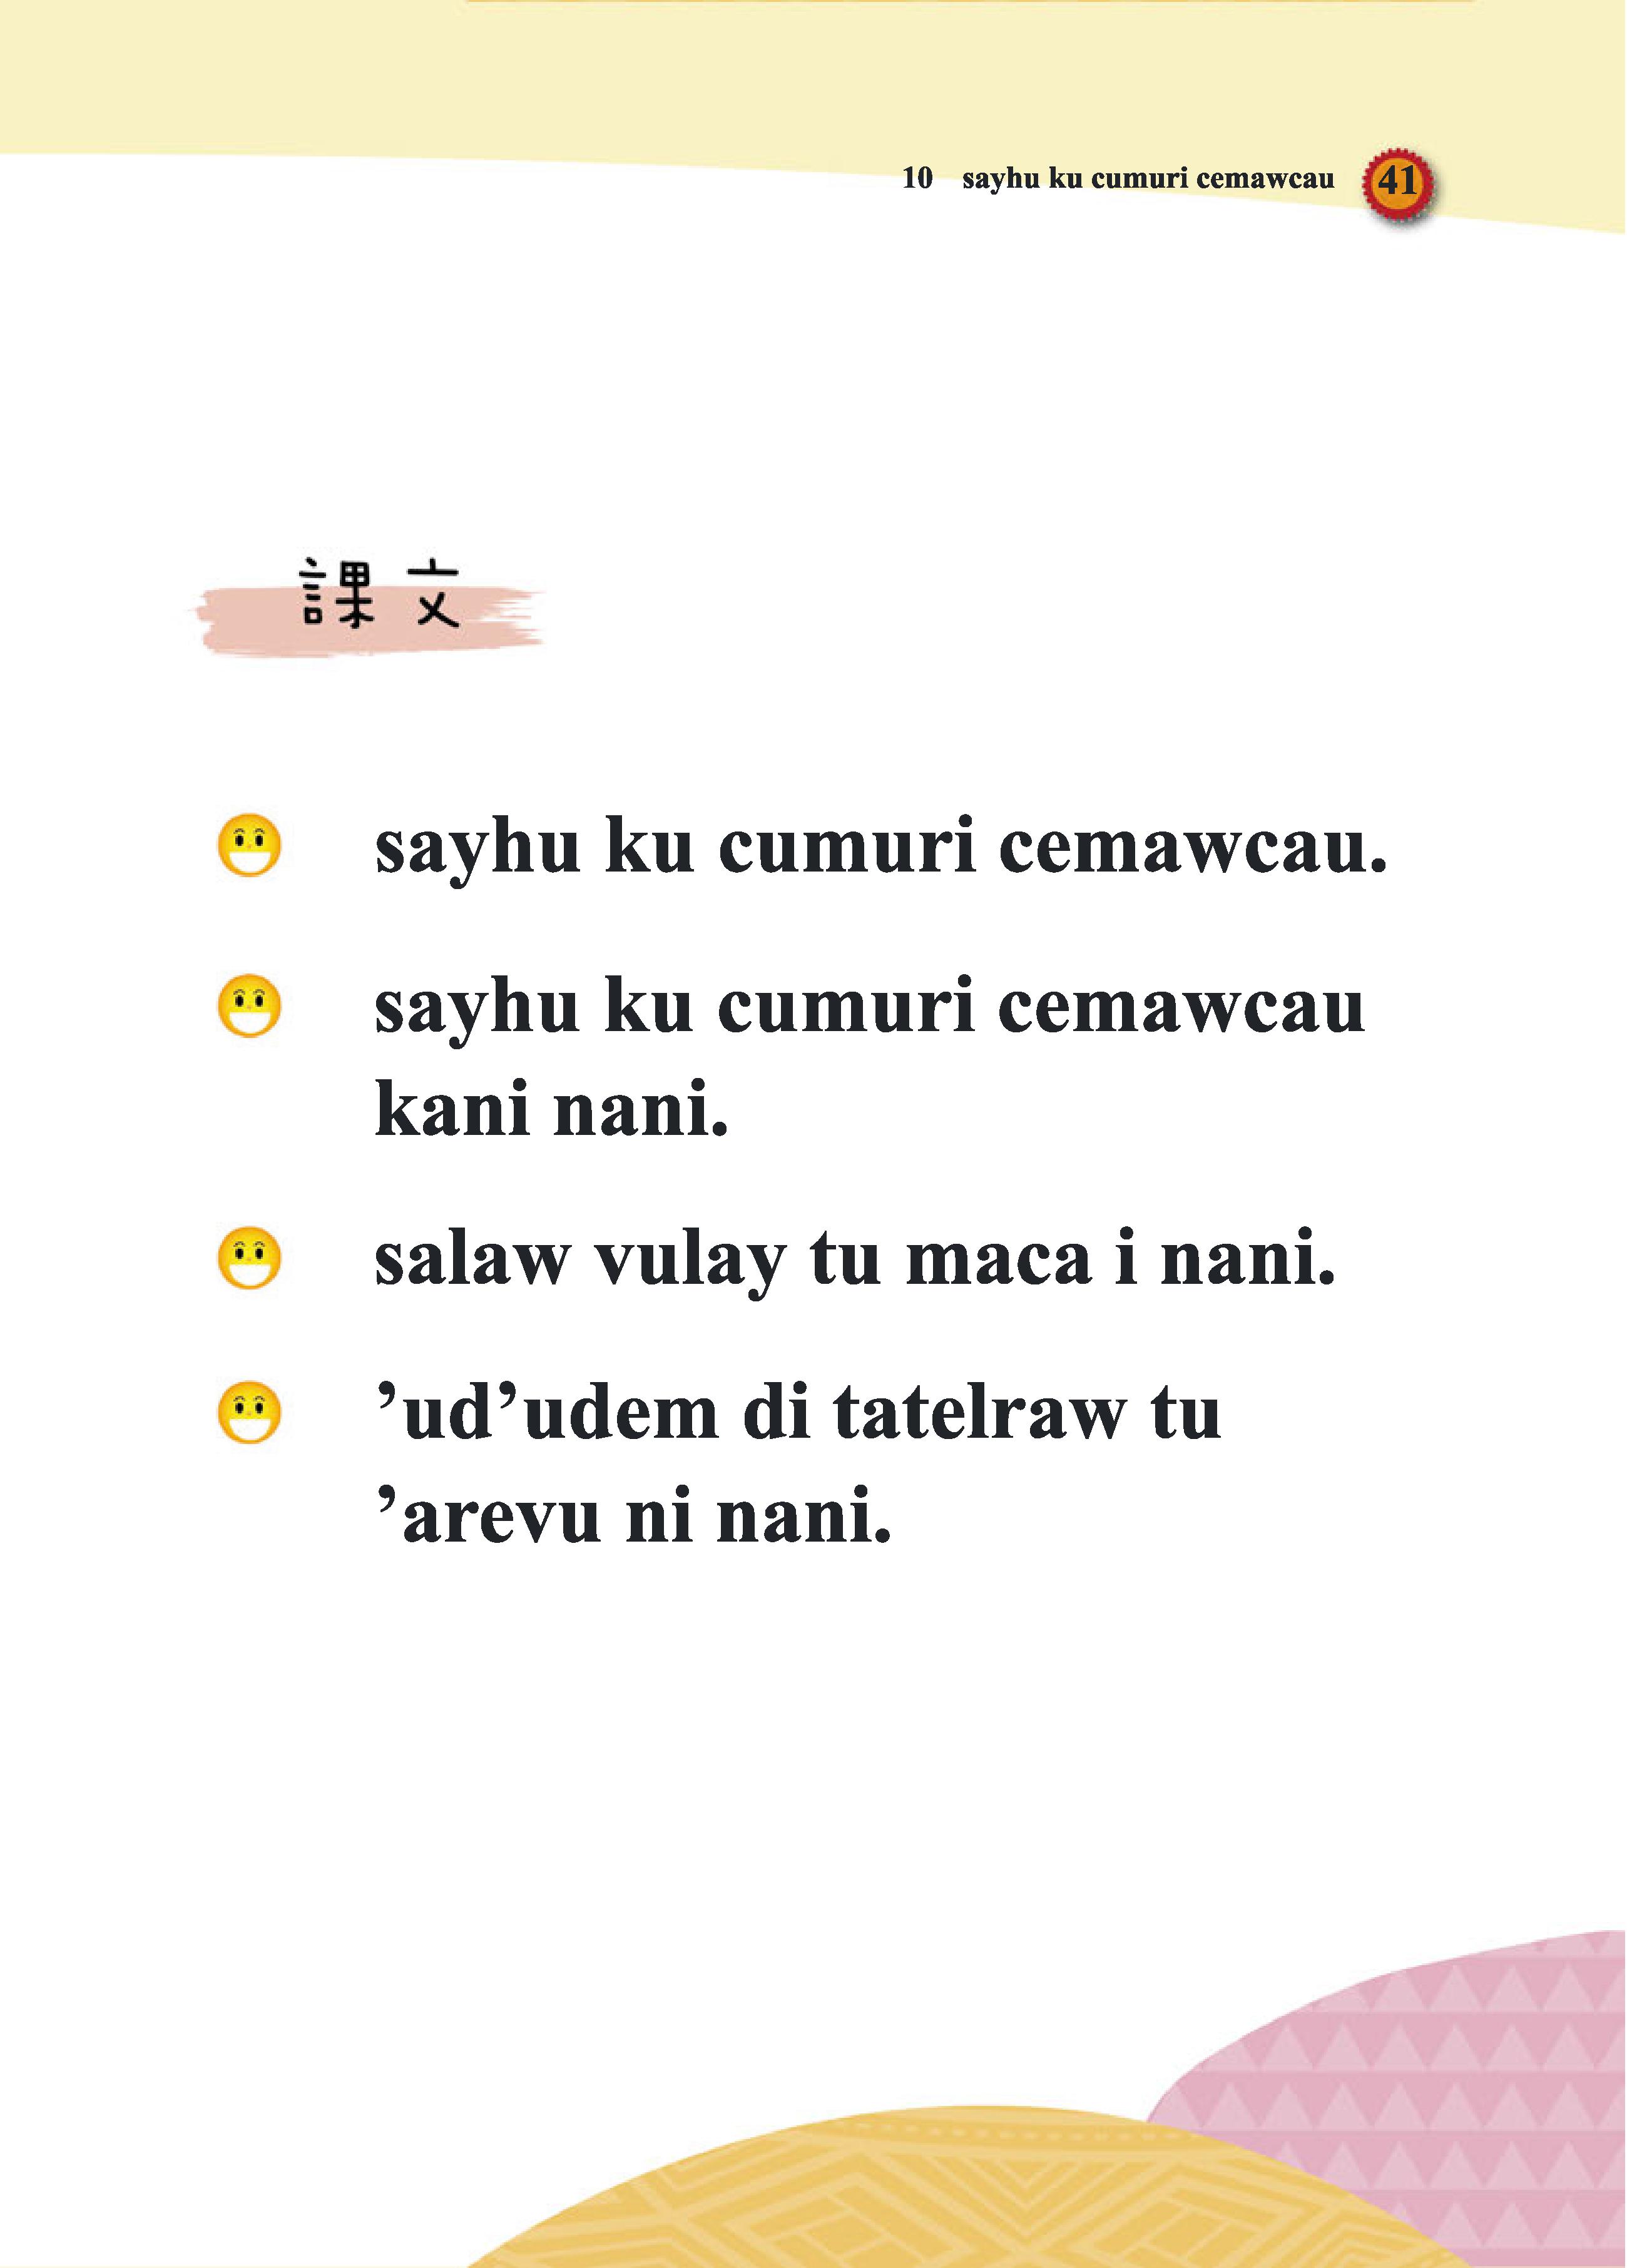 10 sayhu ku cumuri cemawcau 41
課文
sayhu ku cumuri cemawcau.
sayhu ku cumuri cemawcau
kani nani.
salaw vulay tu maca i nani.
’ud’udem di tatelraw tu
’arevu ni nani.